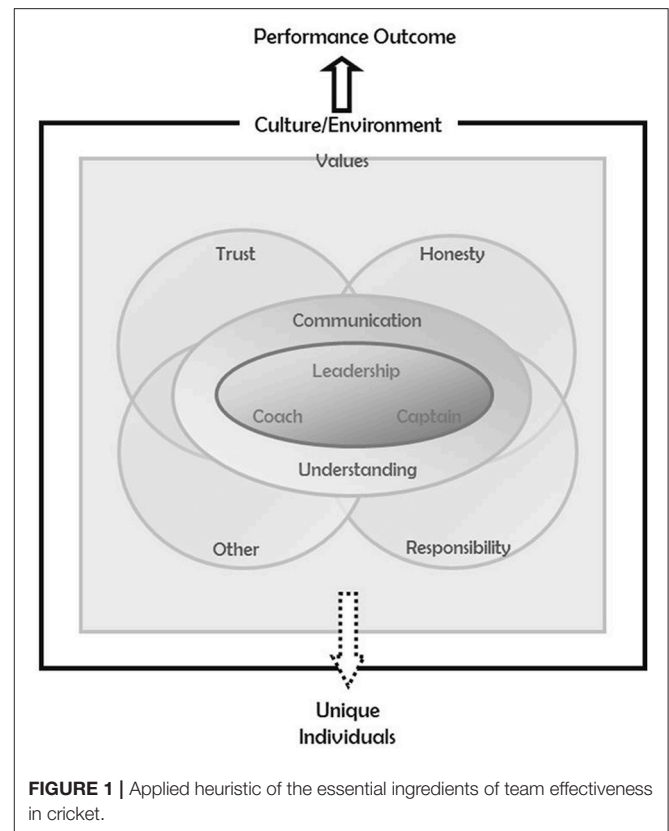 Performance Outcome
Culture/Environment
Values
Trust Honesty
Communication
Leadership
Coach Captain
Understanding
Other Responsibility
Unique
Individuals
FIGURE 1 | Applied heuristic of the essential ingredients of team effectiveness
in cricket.